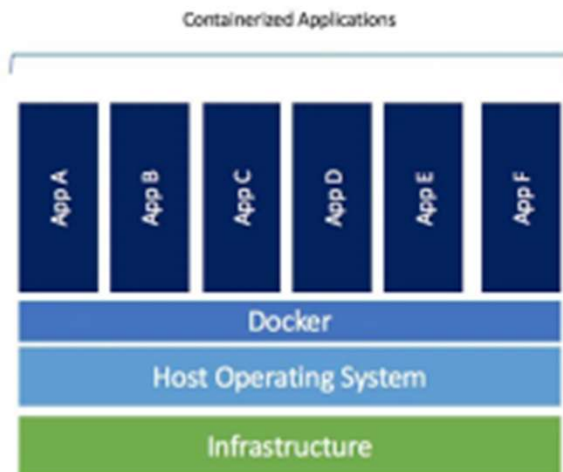 Containerized Applications
App A
App B
App C
App D
App E
App F
Docker
Host Operating System
Infrastructure